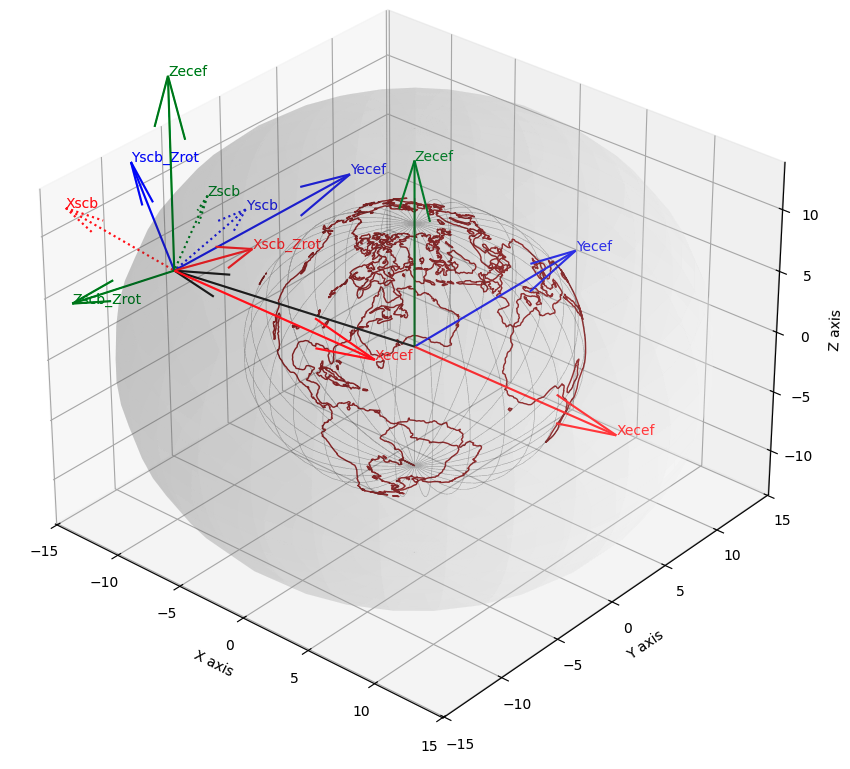 Zecef
Yscb_Zrot
Zecef
Yecef
Xscb
Zscb
Yscb
Xscb_Zrot
Yecef
Zscb_Zrot
Xecef
Xecef
10
5
0
−5
−10
Z axis
−15
−10
−5
0
5
10
15
X axis
−15
−10
−5
0
5
10
15
Y axis